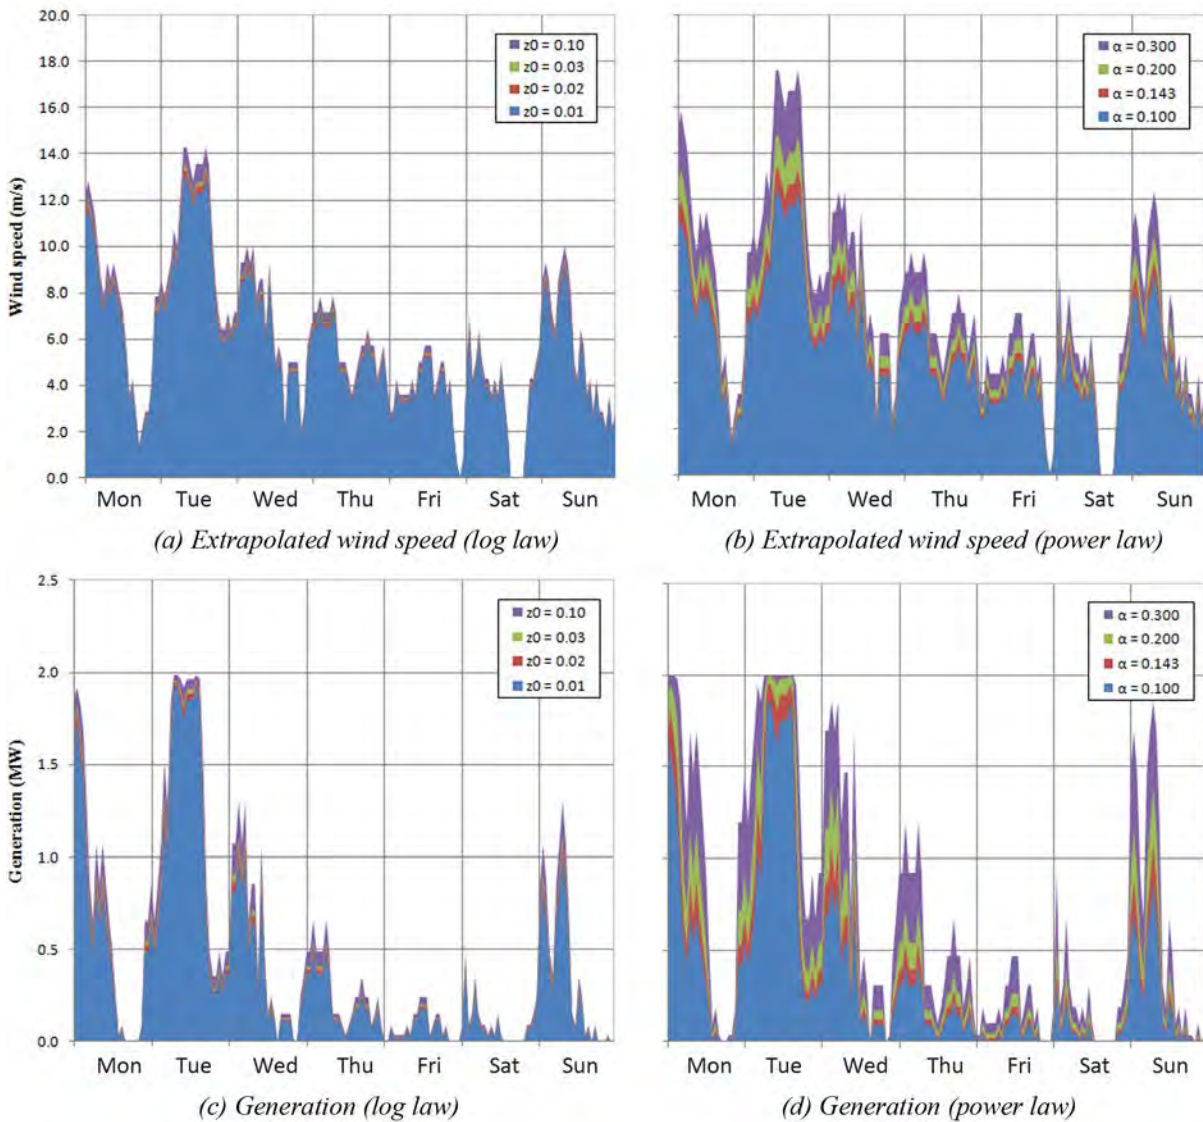 20.0
18.0
16.0
14.0
12.0
10.0
8.0
6.0
4.0
2.0
0.0
Wind speed (m/s)
z0 = 0.10
z0 = 0.03
z0 = 0.02
z0 = 0.01
Mon Tue Wed Thu Fri Sat Sun
(a) Extrapolated wind speed (log law)
α = 0.300
α = 0.200
α = 0.143
α = 0.100
Mon Tue Wed Thu Fri Sat Sun
(b) Extrapolated wind speed (power law)
2.5
2.0
1.5
1.0
0.5
0.0
Generation (MW)
z0 = 0.10
z0 = 0.03
z0 = 0.02
z0 = 0.01
Mon Tue Wed Thu Fri Sat Sun
(c) Generation (log law)
α = 0.300
α = 0.200
α = 0.143
α = 0.100
Mon Tue Wed Thu Fri Sat Sun
(d) Generation (power law)